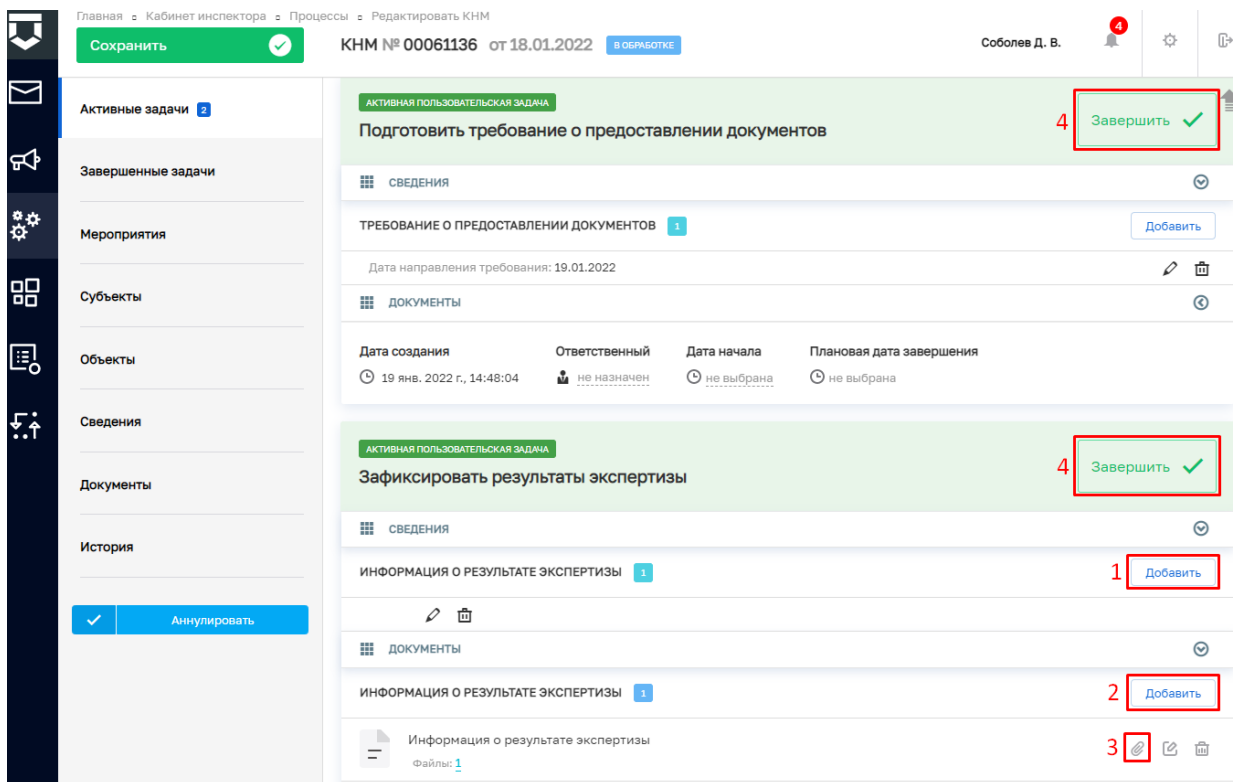 Главная Кабинет инспектора Процессы Редактировать КНМ
Сохранить
КНМ № 00061136 от 18.01.2022 В ОБРАБОТКЕ
Соболев Д. В.
4
Активные задачи 2
Завершенные задачи
Мероприятия
Субъекты
Объекты
Сведения
Документы
История
Аннулировать
АКТИВНАЯ ПОЛЬЗОВАТЕЛЬСКАЯ ЗАДАЧА
Подготовить требование о предоставлении документов
4 Завершить
СВЕДЕНИЯ
ТРЕБОВАНИЕ О ПРЕДОСТАВЛЕНИИ ДОКУМЕНТОВ 1 Добавить
Дата направления требования: 19.01.2022
ДОКУМЕНТЫ
Дата создания Ответственный Дата начала Плановая дата завершения
19 янв. 2022 г., 14:48:04 не назначен не выбрана не выбрана
АКТИВНАЯ ПОЛЬЗОВАТЕЛЬСКАЯ ЗАДАЧА
Зафиксировать результаты экспертизы
4 Завершить
СВЕДЕНИЯ
ИНФОРМАЦИЯ О РЕЗУЛЬТАТЕ ЭКСПЕРТИЗЫ 1 1 Добавить
ДОКУМЕНТЫ
ИНФОРМАЦИЯ О РЕЗУЛЬТАТЕ ЭКСПЕРТИЗЫ 1 2 Добавить
Информация о результате экспертизы
Файлы: 1
3